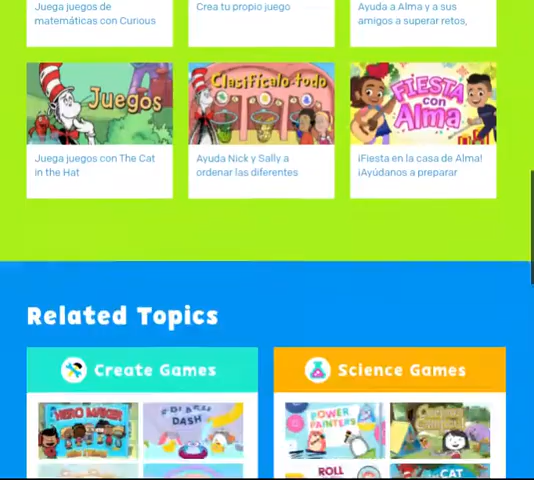 Juega juegos de
matemáticas con Curious
Crea tu propio juego
Ayuda a Alma y a sus
amigos a superar retos,
Juegos
Clasifícalo todo
FIESTA
con
Alma
Juega juegos con The Cat
in the Hat
Ayuda Nick y Sally a
ordenar las diferentes
¡Fiesta en la casa de Alma!
¡Ayúdanos a preparar
Related Topics
Create Games
Science Games
HERO MAKER
DASH
POWER
PAINTERS
ROLL
CAT